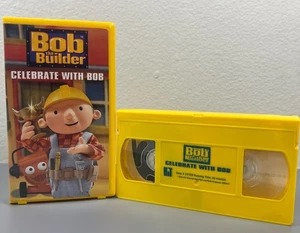 Bob
the
Builder
CELEBRATE WITH BOB
Bob
the Builder
CELEBRATE WITH BOB